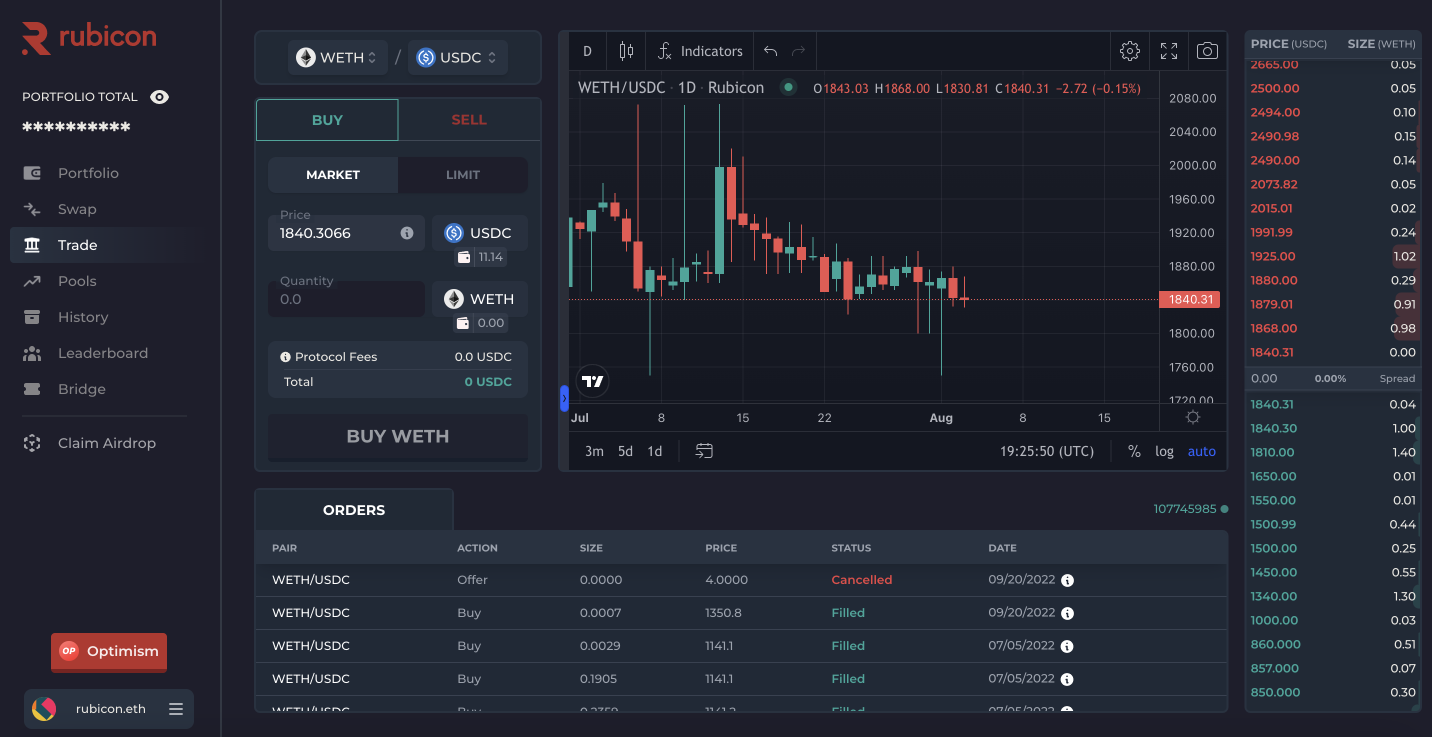 rubicon
PORTFOLIO TOTAL
**********
Portfolio
Swap
Trade
Pools
History
Leaderboard
Bridge
Claim Airdrop
OP Optimism
rubicon.eth
WETH / USDC
BUY SELL
MARKET LIMIT
Price
1840.3066 USDC
11.14
Quantity
0.0 WETH
0.00
Protocol Fees 0.0 USDC
Total 0 USDC
BUY WETH
D Indicators
WETH/USDC · 1D · Rubicon O1843.03 H1868.00 L1830.81 C1840.31 −2.72 (−0.15%)
2080.00
2040.00
2000.00
1960.00
1920.00
1880.00
1840.31
1800.00
1760.00
1720.00
Jul 8 15 22 Aug 8 15
3m 5d 1d 19:25:50 (UTC) % log auto
ORDERS 107745985
PAIR ACTION SIZE PRICE STATUS DATE
WETH/USDC Offer 0.0000 4.0000 Cancelled 09/20/2022
WETH/USDC Buy 0.0007 1350.8 Filled 09/20/2022
WETH/USDC Buy 0.0029 1141.1 Filled 07/05/2022
WETH/USDC Buy 0.1905 1141.1 Filled 07/05/2022
WETH/USDC Buy Filled 07/05/2022
PRICE (USDC) SIZE (WETH)
2665.00 0.05
2500.00 0.05
2494.00 0.10
2490.98 0.15
2490.00 0.14
2073.82 0.05
2015.01 0.02
1991.99 0.24
1925.00 1.02
1880.00 0.29
1879.01 0.91
1868.00 0.98
1840.31 0.00
0.00 0.00% Spread
1840.31 0.04
1840.30 1.00
1810.00 1.40
1650.00 0.01
1550.00 0.01
1500.99 0.44
1500.00 0.25
1450.00 0.55
1340.00 1.30
1000.00 0.03
860.000 0.51
857.000 0.07
850.000 0.30